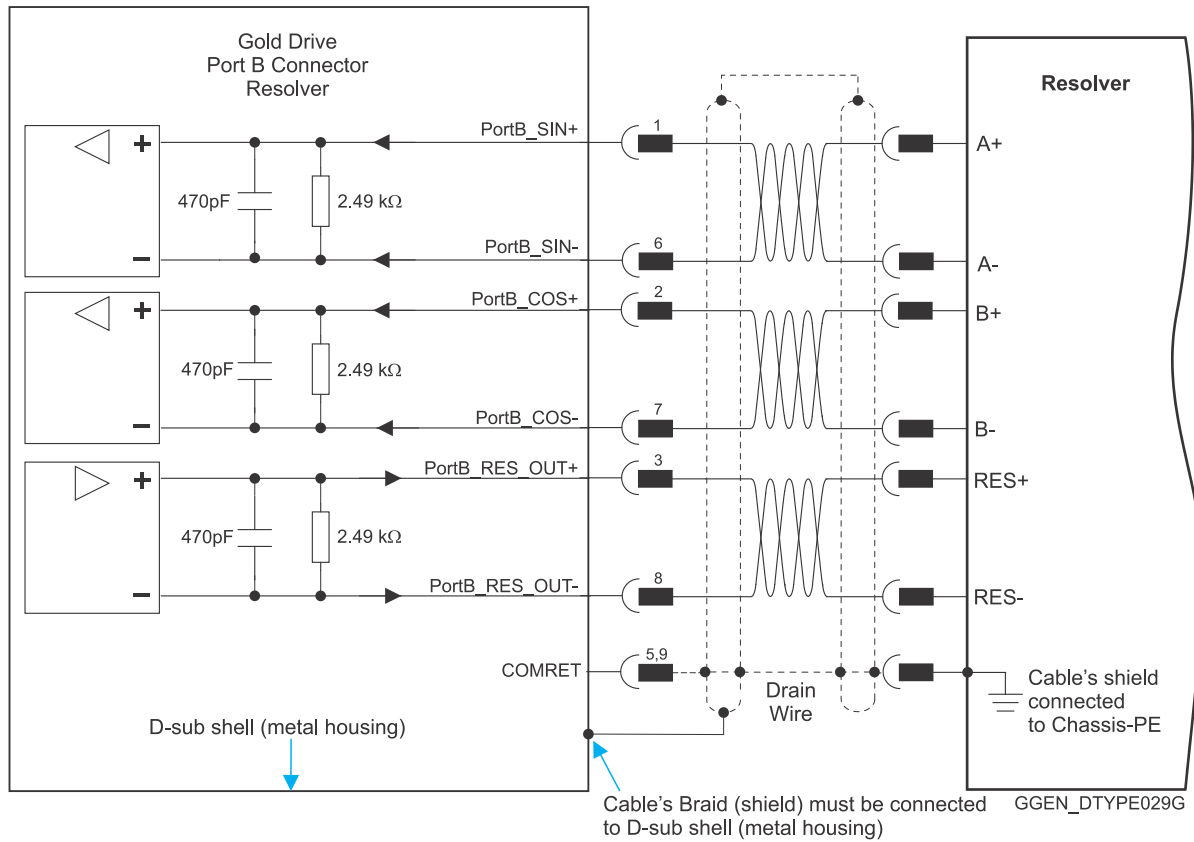 Gold Drive
Port B Connector
Resolver
Resolver
PortB_SIN+
1
A+
+
470pF
2.49 kΩ
PortB_SIN-
6
A-
−
PortB_COS+
2
B+
+
470pF
2.49 kΩ
PortB_COS-
7
B-
−
PortB_RES_OUT+
3
RES+
+
470pF
2.49 kΩ
PortB_RES_OUT-
8
RES-
−
COMRET
5,9
Drain
Wire
Cable's shield
connected
to Chassis-PE
D-sub shell (metal housing)
Cable's Braid (shield) must be connected
to D-sub shell (metal housing)
GGEN_DTYPE029G